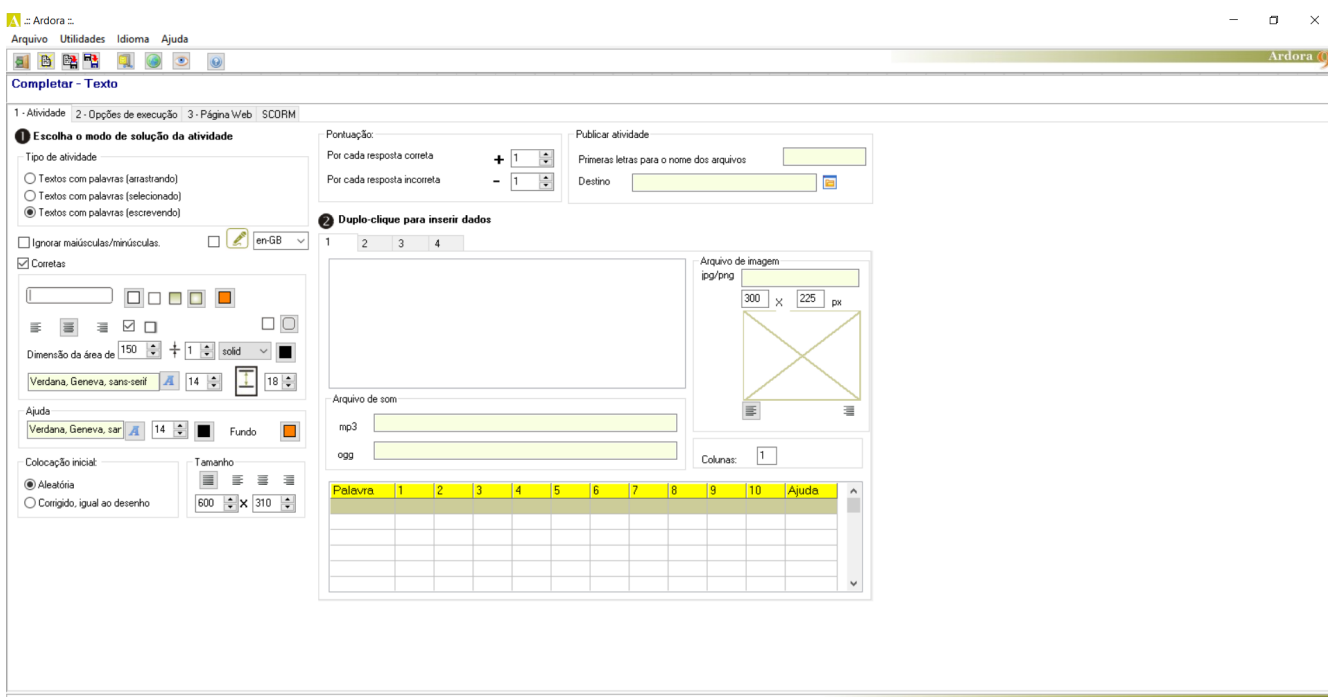 .:: Ardora ::.
Arquivo Utilidades Idioma Ajuda
Ardora
Completar - Texto
1 - Atividade 2 - Opções de execução 3 - Página Web SCORM
1 Escolha o modo de solução da atividade
Tipo de atividade
Textos com palavras (arrastrando)
Textos com palavras (selecionado)
Textos com palavras (escrevendo)
Ignorar maiúsculas/minúsculas.
en-GB
Corretas
Dimensão da área de 150 1 solid
Verdana, Geneva, sans-serif A 14 18
Ajuda
Verdana, Geneva, sar A 14 Fundo
Colocação inicial:
Aleatória
Corrigido, igual ao desenho
Tamanho
600 X 310
Pontuação:
Por cada resposta correta + 1
Por cada resposta incorreta - 1
Publicar atividade
Primeras letras para o nome dos arquivos
Destino
2 Duplo-clique para inserir dados
1 2 3 4
Arquivo de imagem
jpg/png
300 X 225 px
Arquivo de som
mp3
ogg
Colunas: 1
Palavra 1 2 3 4 5 6 7 8 9 10 Ajuda